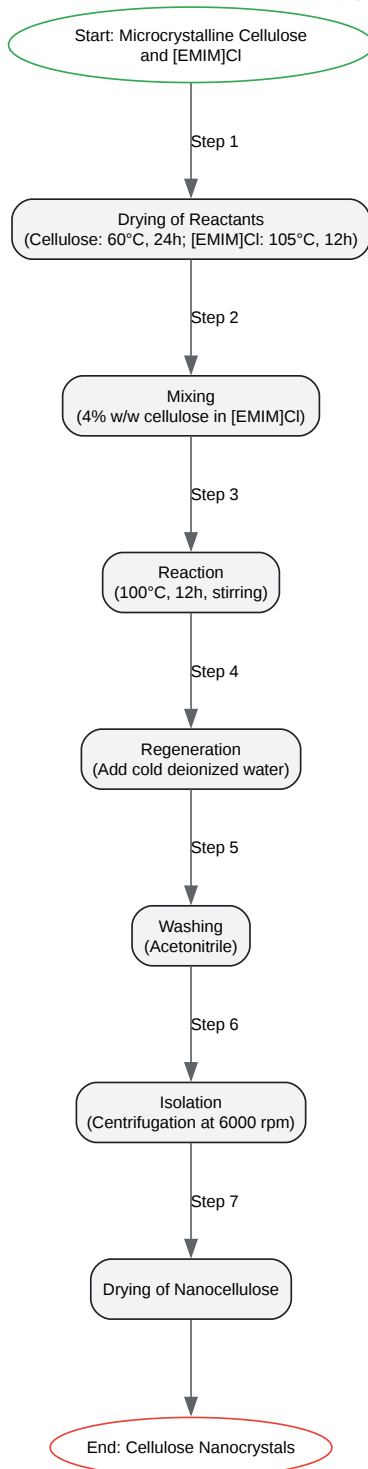 Start: Microcrystalline Cellulose
and [EMIM]Cl
Step 1
Drying of Reactants
(Cellulose: 60°C, 24h; [EMIM]Cl: 105°C, 12h)
Step 2
Mixing
(4% w/w cellulose in [EMIM]Cl)
Step 3
Reaction
(100°C, 12h, stirring)
Step 4
Regeneration
(Add cold deionized water)
Step 5
Washing
(Acetonitrile)
Step 6
Isolation
(Centrifugation at 6000 rpm)
Step 7
Drying of Nanocellulose
End: Cellulose Nanocrystals